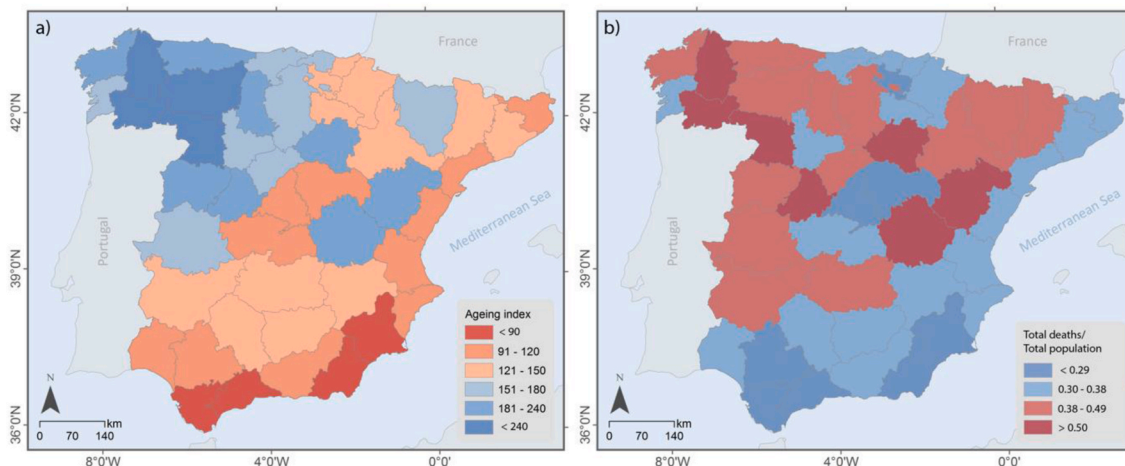 a)
France
42°0'N
Portugal
Mediterranean Sea
39°0'N
Ageing index
< 90
91 - 120
121 - 150
151 - 180
181 - 240
< 240
N
km
0 70 140
36°0'N
8°0'W 4°0'W 0°0'
b)
France
42°0'N
Portugal
Mediterranean Sea
39°0'N
Total deaths/
Total population
< 0.29
0.30 - 0.38
0.38 - 0.49
> 0.50
N
km
0 70 140
36°0'N
8°0'W 4°0'W 0°0'